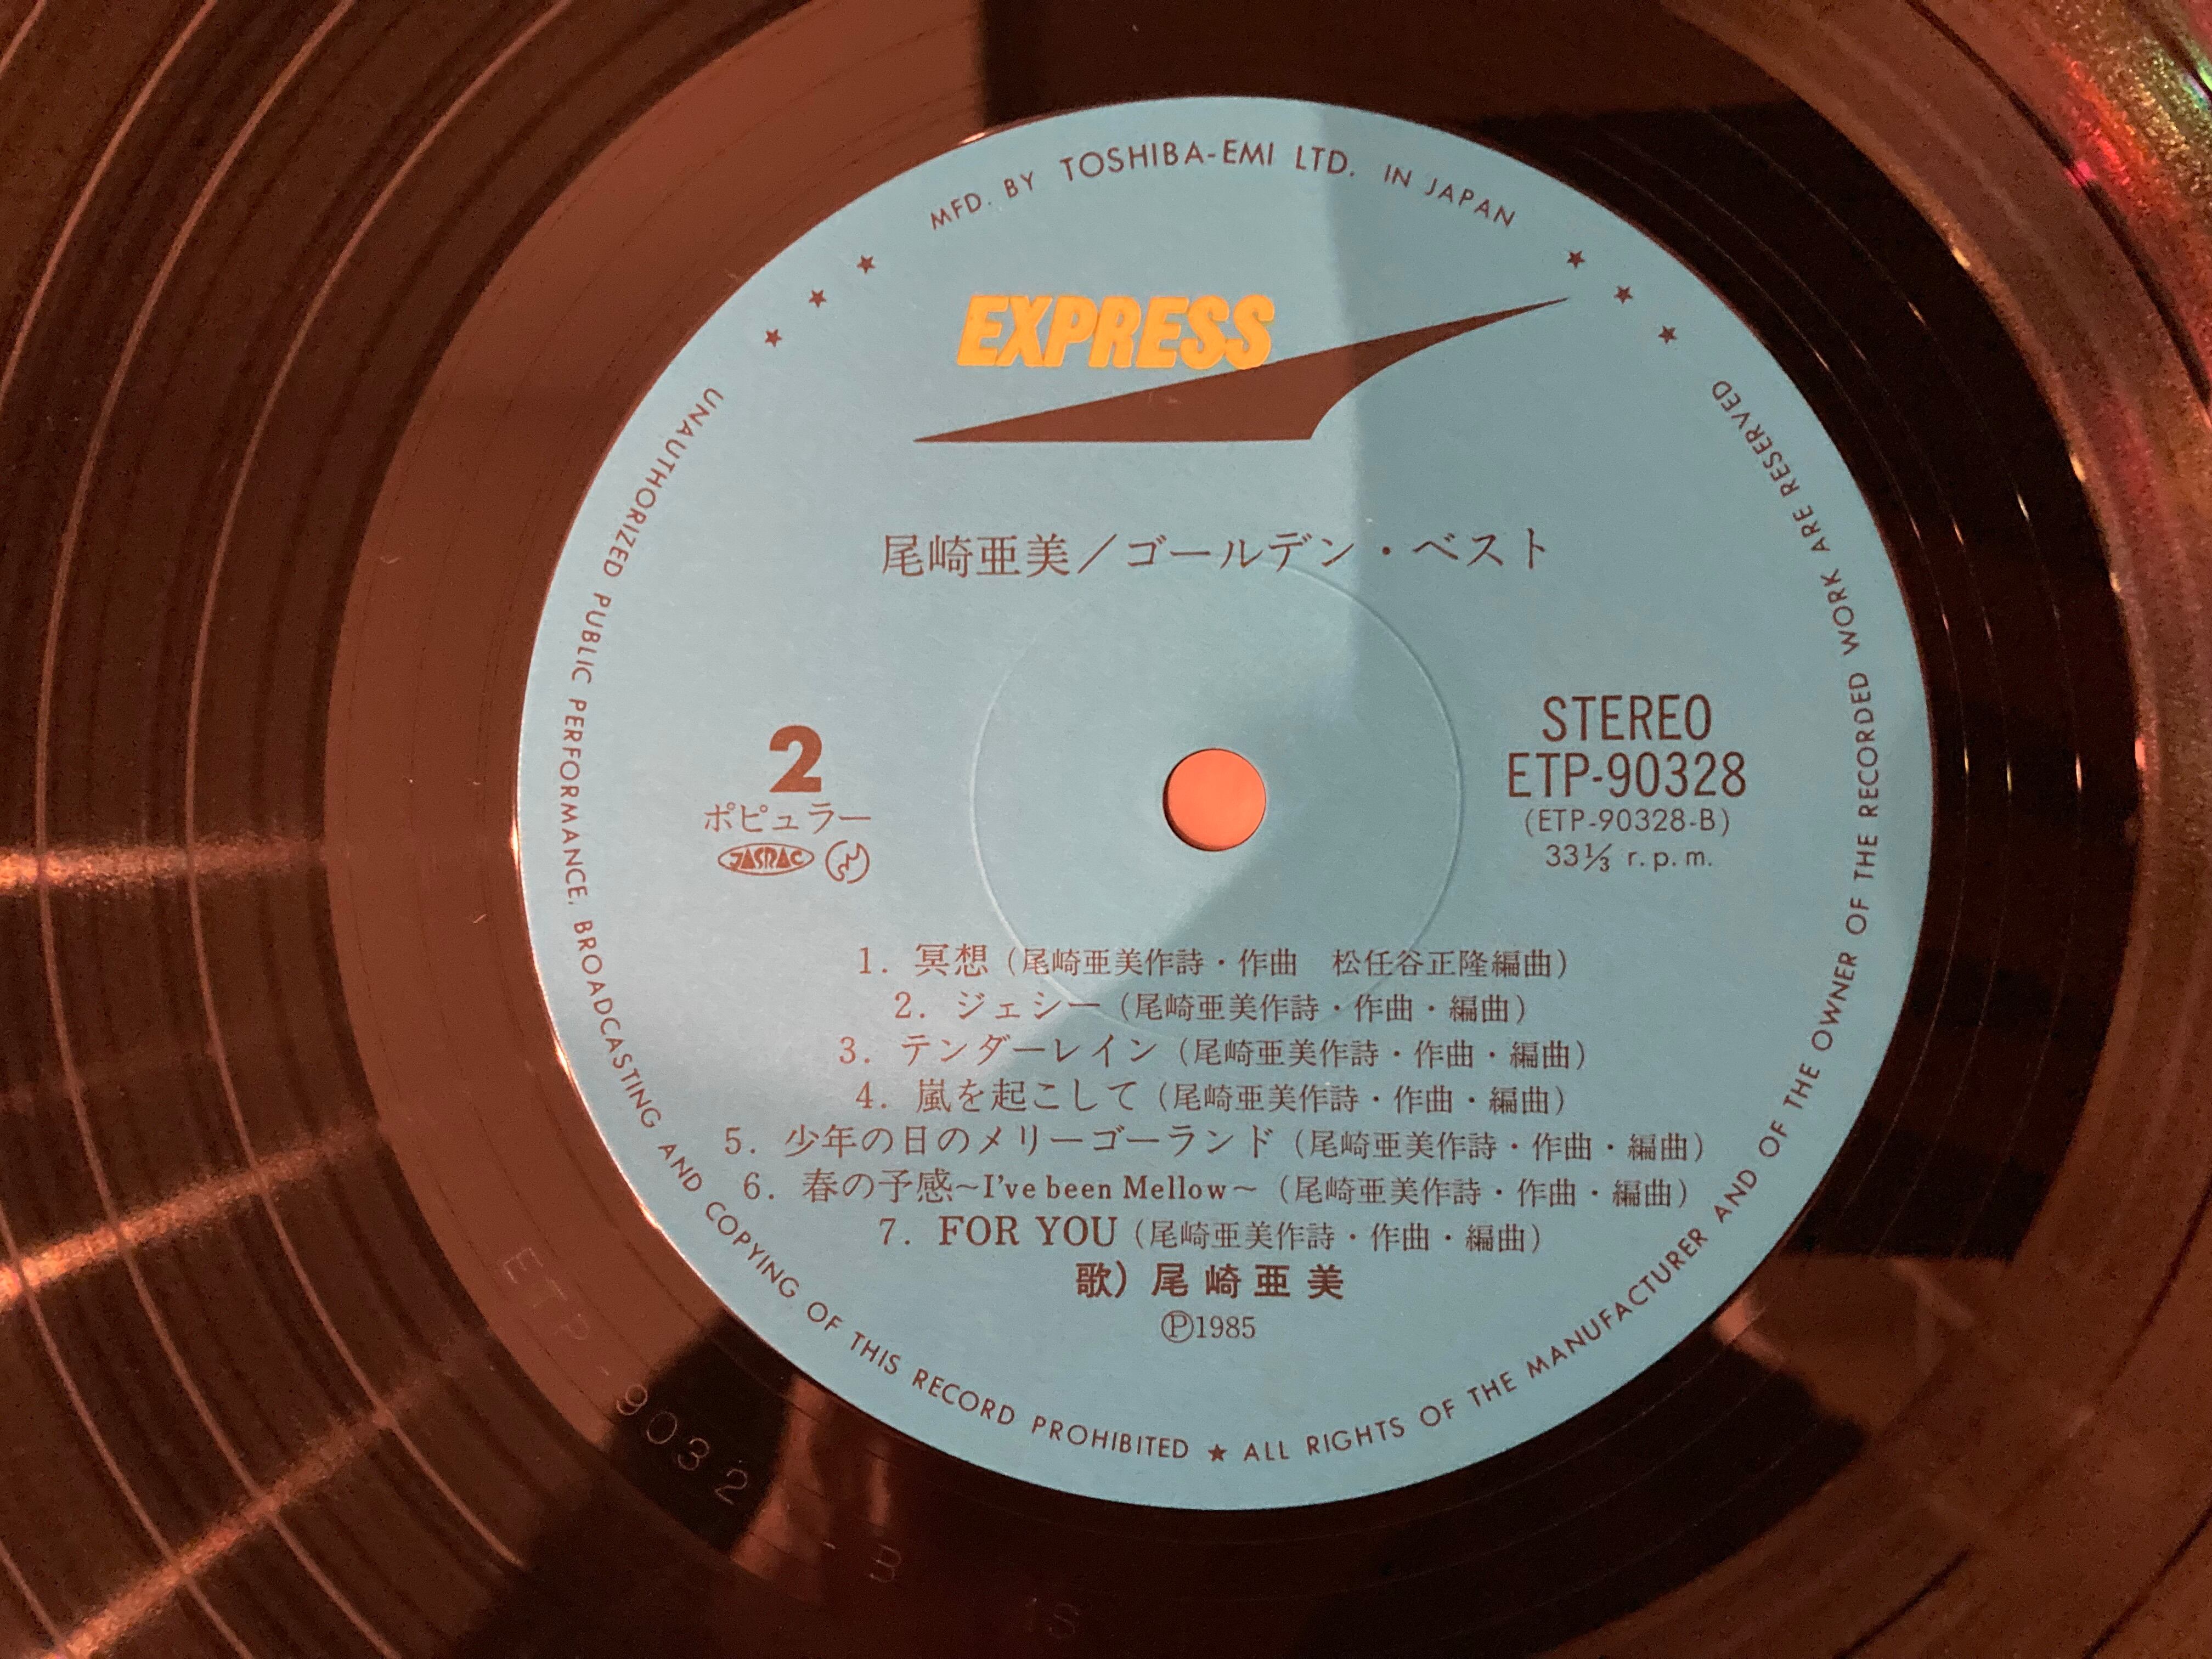 MFD. BY TOSHIBA-EMI LTD. IN JAPAN
EXPRESS
尾崎亜美／ゴールデン・ベスト
2
ポピュラー
JASRAC
STEREO
ETP-90328
(ETP-90328-B)
33⅓ r.p.m.
1. 冥想（尾崎亜美作詩・作曲　松任谷正隆編曲）
2. ジェシー（尾崎亜美作詩・作曲・編曲）
3. テンダーレイン（尾崎亜美作詩・作曲・編曲）
4. 嵐を起こして（尾崎亜美作詩・作曲・編曲）
5. 少年の日のメリーゴーランド（尾崎亜美作詩・作曲・編曲）
6. 春の予感～I've been Mellow～（尾崎亜美作詩・作曲・編曲）
7. FOR YOU（尾崎亜美作詩・作曲・編曲）
歌）尾崎亜美
Ⓟ1985
UNAUTHORIZED PUBLIC PERFORMANCE, BROADCASTING AND COPYING OF THIS RECORD PROHIBITED ★ ALL RIGHTS OF THE MANUFACTURER AND OF THE OWNER OF THE RECORDED WORK ARE RESERVED
ETP-9032